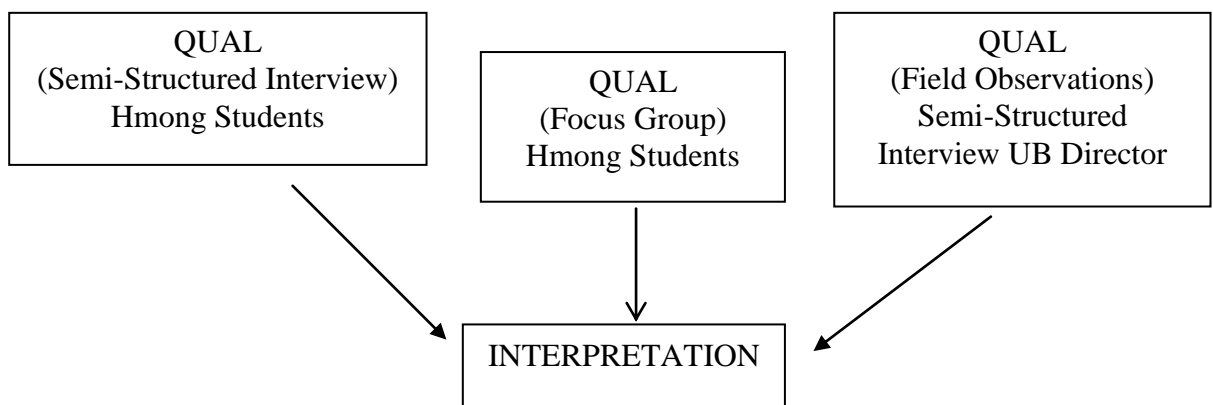 QUAL
(Semi-Structured Interview)
Hmong Students
QUAL
(Focus Group)
Hmong Students
QUAL
(Field Observations)
Semi-Structured
Interview UB Director
INTERPRETATION